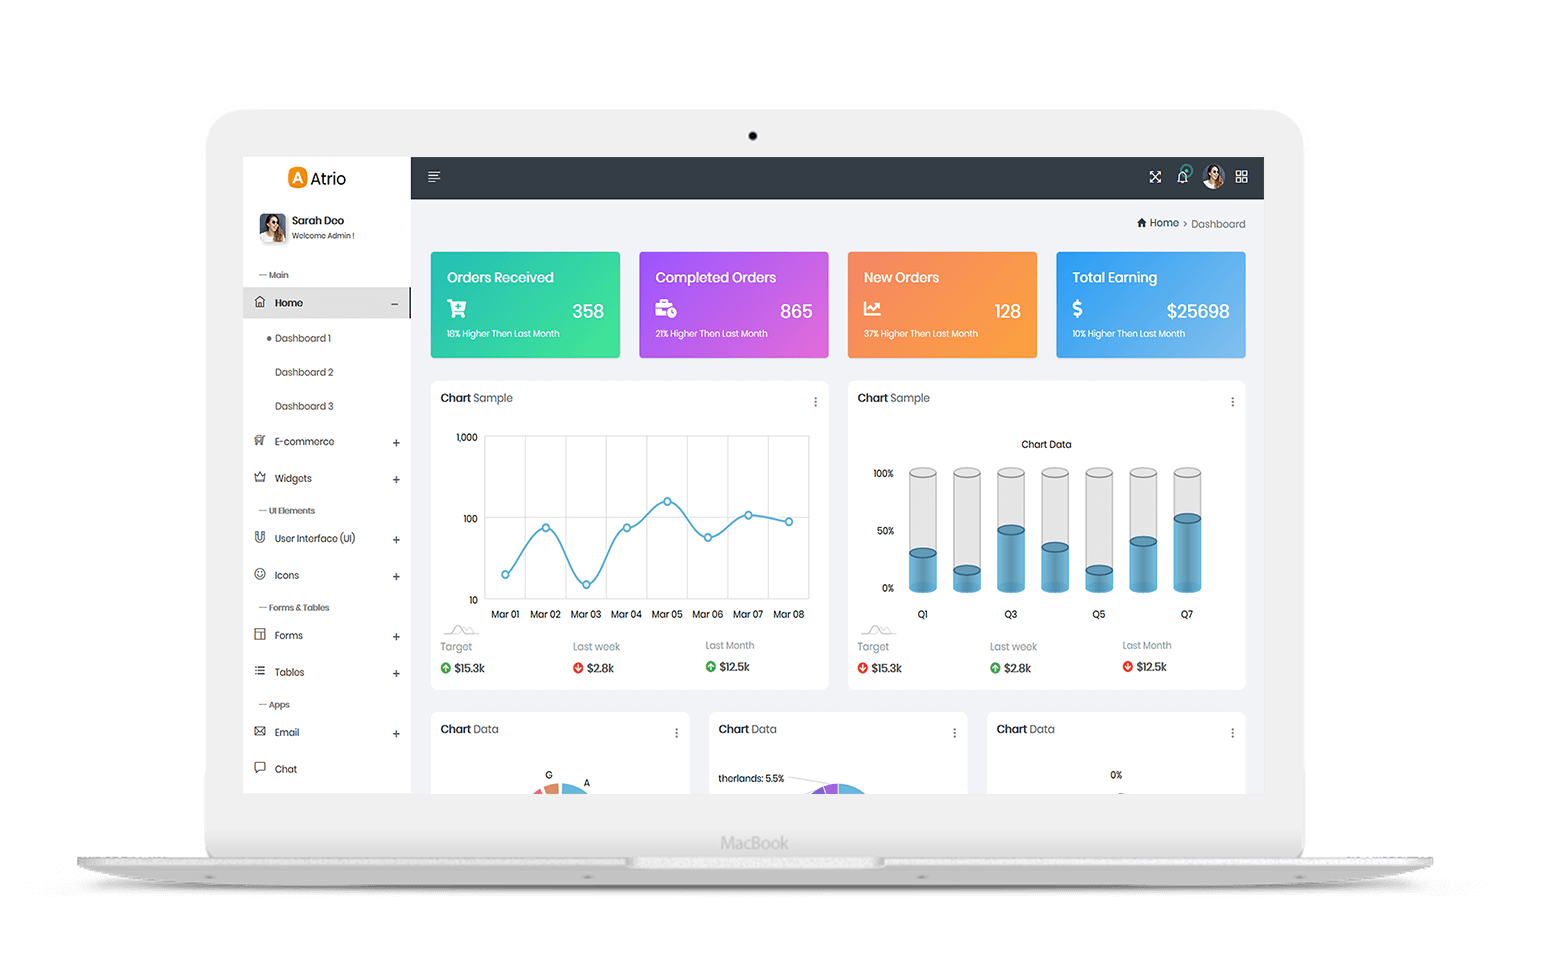 A Atrio
Sarah Deo
Welcome Admin !
— Main
Home
Dashboard 1
Dashboard 2
Dashboard 3
E-commerce
Widgets
— UI Elements
User Interface (UI)
Icons
— Forms & Tables
Forms
Tables
— Apps
Email
Chat
Home > Dashboard
Orders Received
358
18% Higher Then Last Month
Completed Orders
865
21% Higher Then Last Month
New Orders
128
37% Higher Then Last Month
Total Earning
$ $25698
10% Higher Then Last Month
Chart Sample
1,000
100
10
Mar 01 Mar 02 Mar 03 Mar 04 Mar 05 Mar 06 Mar 07 Mar 08
Target Last week Last Month
$15.3k $2.8k $12.5k
Chart Sample
Chart Data
100%
50%
0%
Q1 Q3 Q5 Q7
Target Last week Last Month
$15.3k $2.8k $12.5k
Chart Data
G A
Chart Data
therlands: 5.5%
Chart Data
0%
MacBook